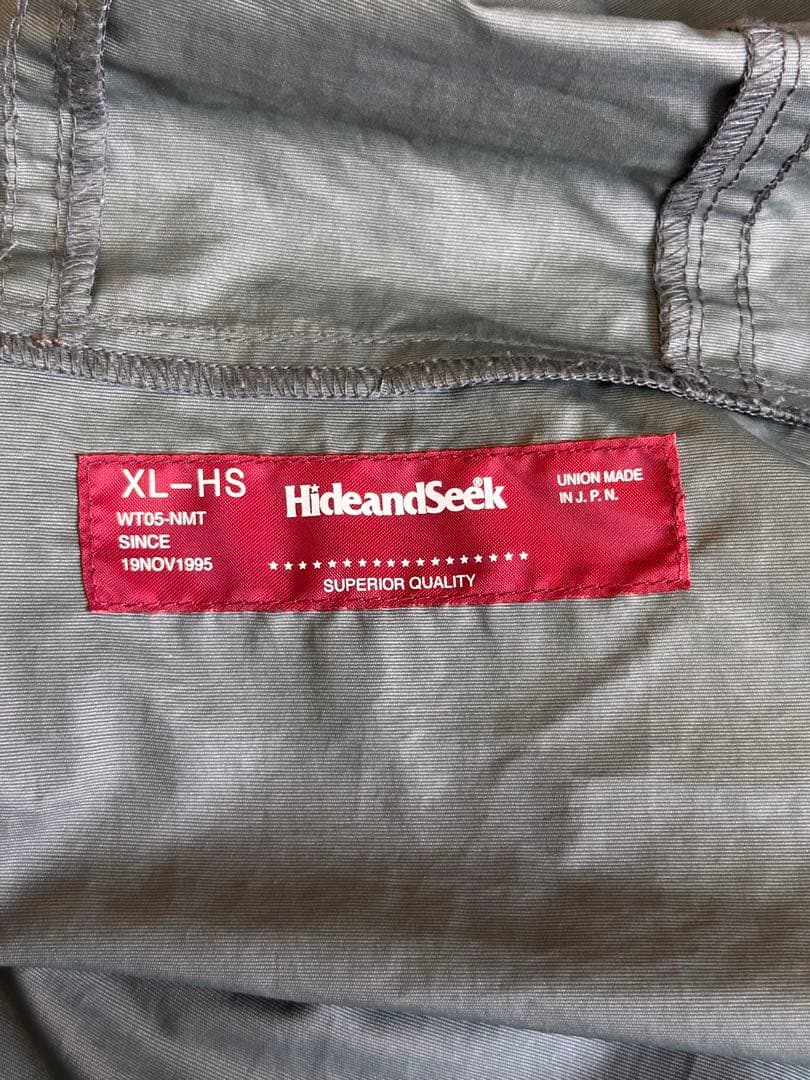 XL-HS
WT05-NMT
SINCE
19NOV1995
HideandSeek®
★★★★★★★★★★★★★★★★★★
SUPERIOR QUALITY
UNION MADE
IN J. P. N.